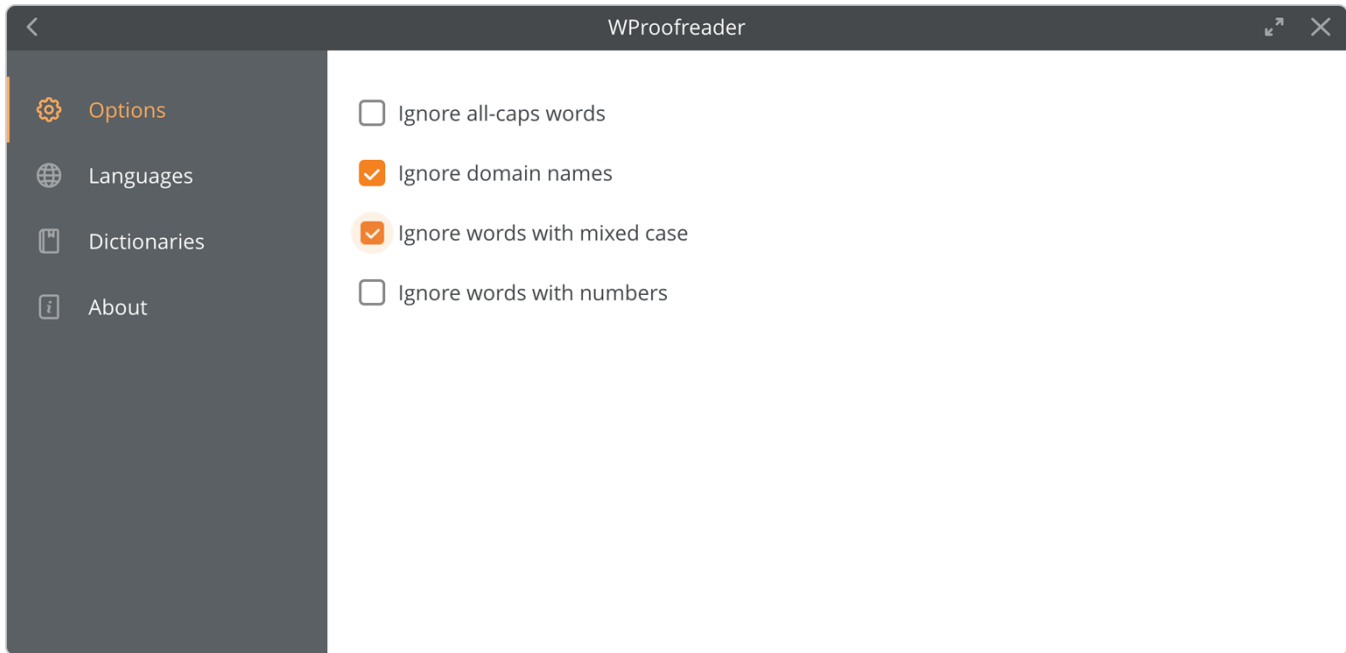 WProofreader
Options
Languages
Dictionaries
About
Ignore all-caps words
Ignore domain names
Ignore words with mixed case
Ignore words with numbers